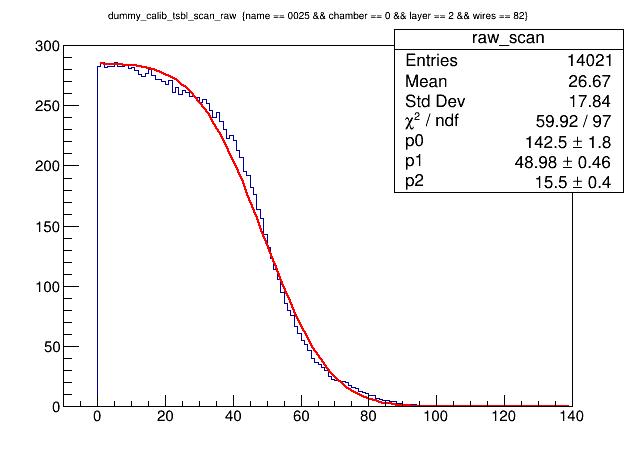 dummy_calib_tsbl_scan_raw {name == 0025 && chamber == 0 && layer == 2 && wires == 82}
raw_scan
Entries 14021
Mean 26.67
Std Dev 17.84
χ² / ndf 59.92 / 97
p0 142.5 ± 1.8
p1 48.98 ± 0.46
p2 15.5 ± 0.4
300
250
200
150
100
50
0
0 20 40 60 80 100 120 140